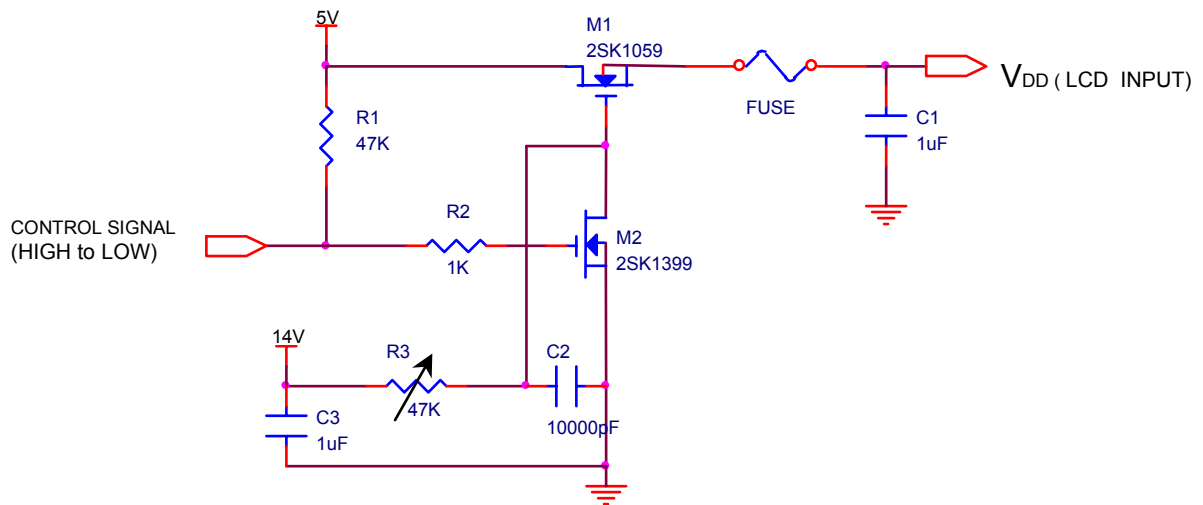 5V
M1
2SK1059
VDD ( LCD INPUT)
FUSE
R1
47K
C1
1uF
CONTROL SIGNAL
(HIGH to LOW)
R2
1K
M2
2SK1399
14V
R3
47K
C2
10000pF
C3
1uF